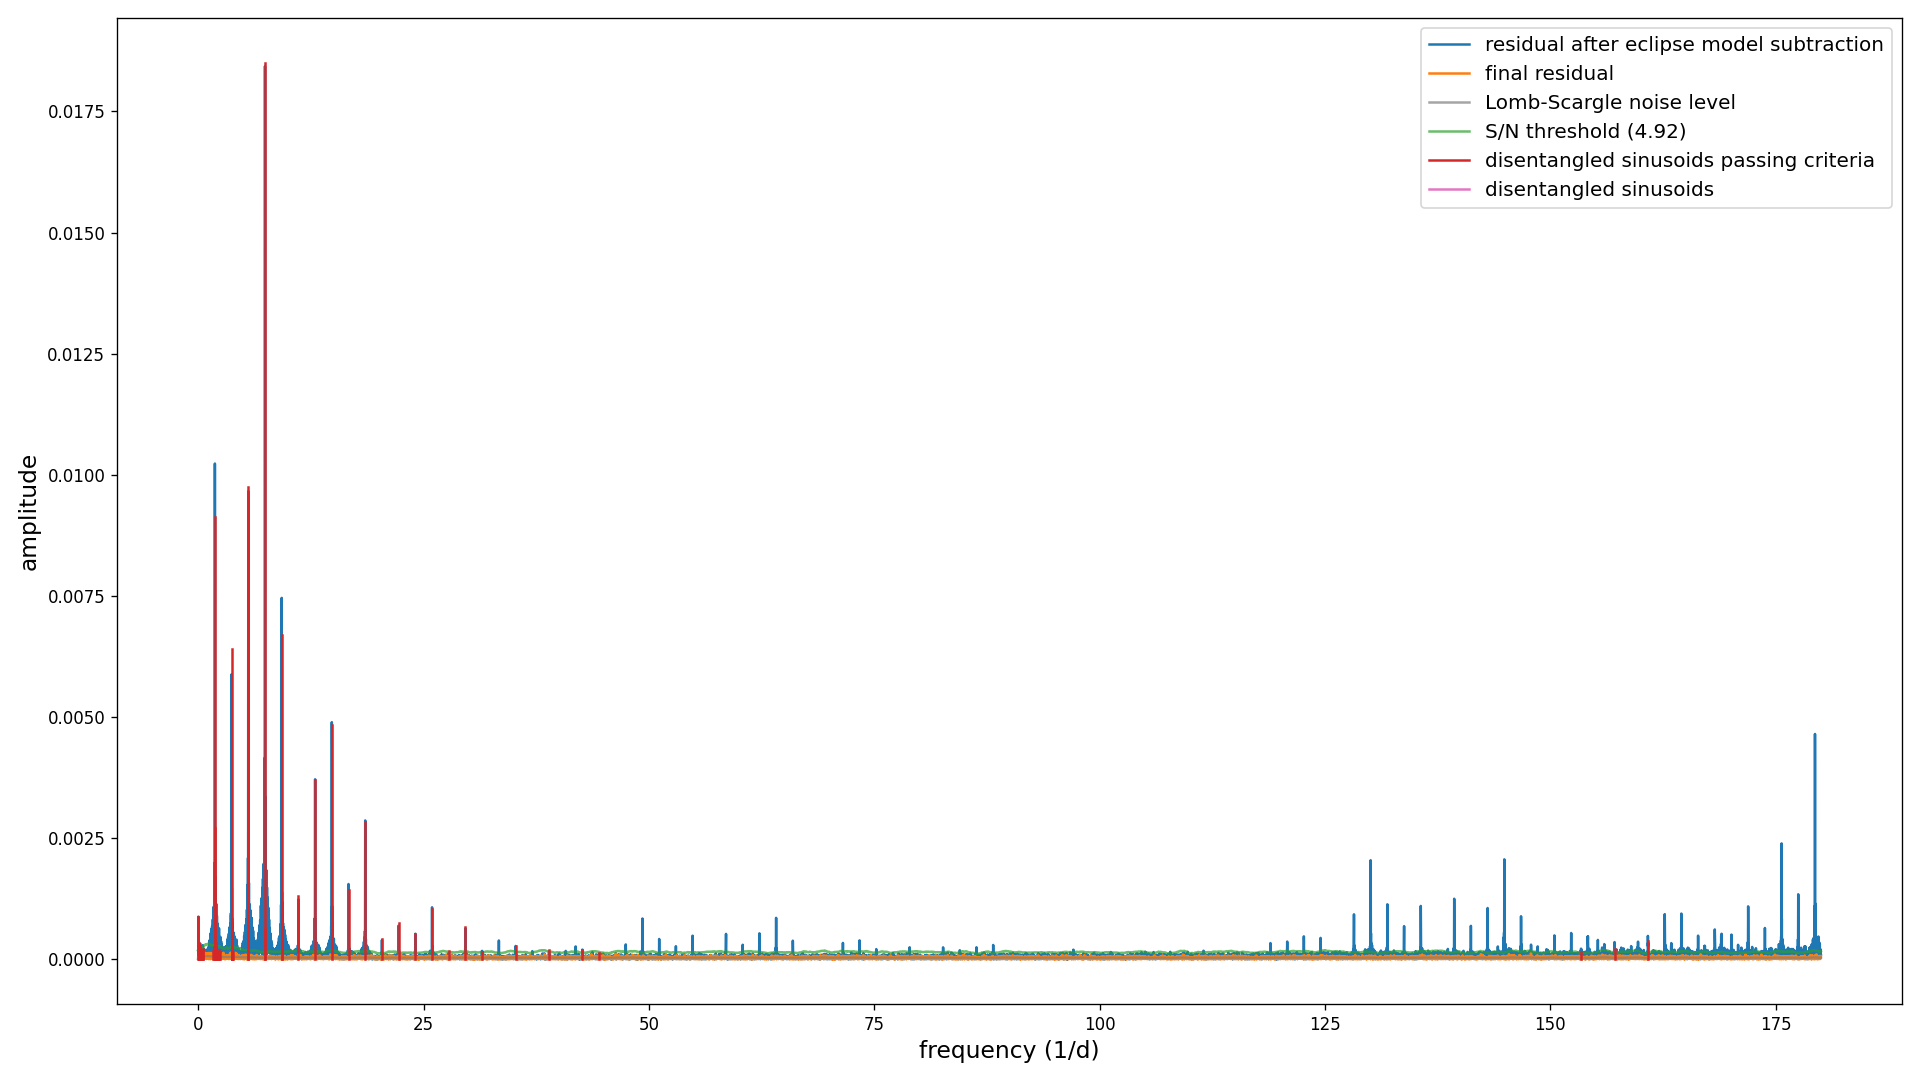 residual after eclipse model subtraction
final residual
Lomb-Scargle noise level
S/N threshold (4.92)
disentangled sinusoids passing criteria
disentangled sinusoids
0.0175
0.0150
0.0125
0.0100
0.0075
0.0050
0.0025
0.0000
amplitude
0 25 50 75 100 125 150 175
frequency (1/d)